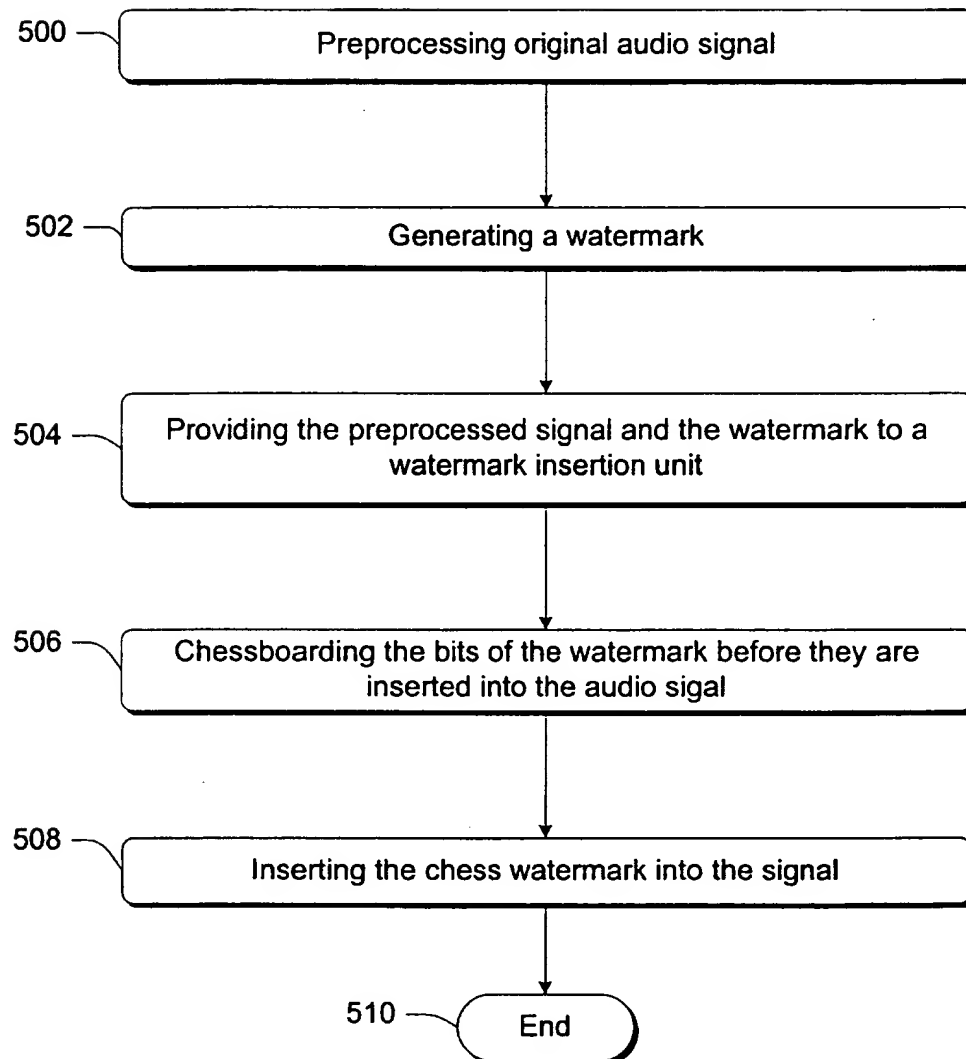 500
Preprocessing original audio signal
502
Generating a watermark
504
Providing the preprocessed signal and the watermark to a
watermark insertion unit
506
Chessboarding the bits of the watermark before they are
inserted into the audio sigal
508
Inserting the chess watermark into the signal
510
End